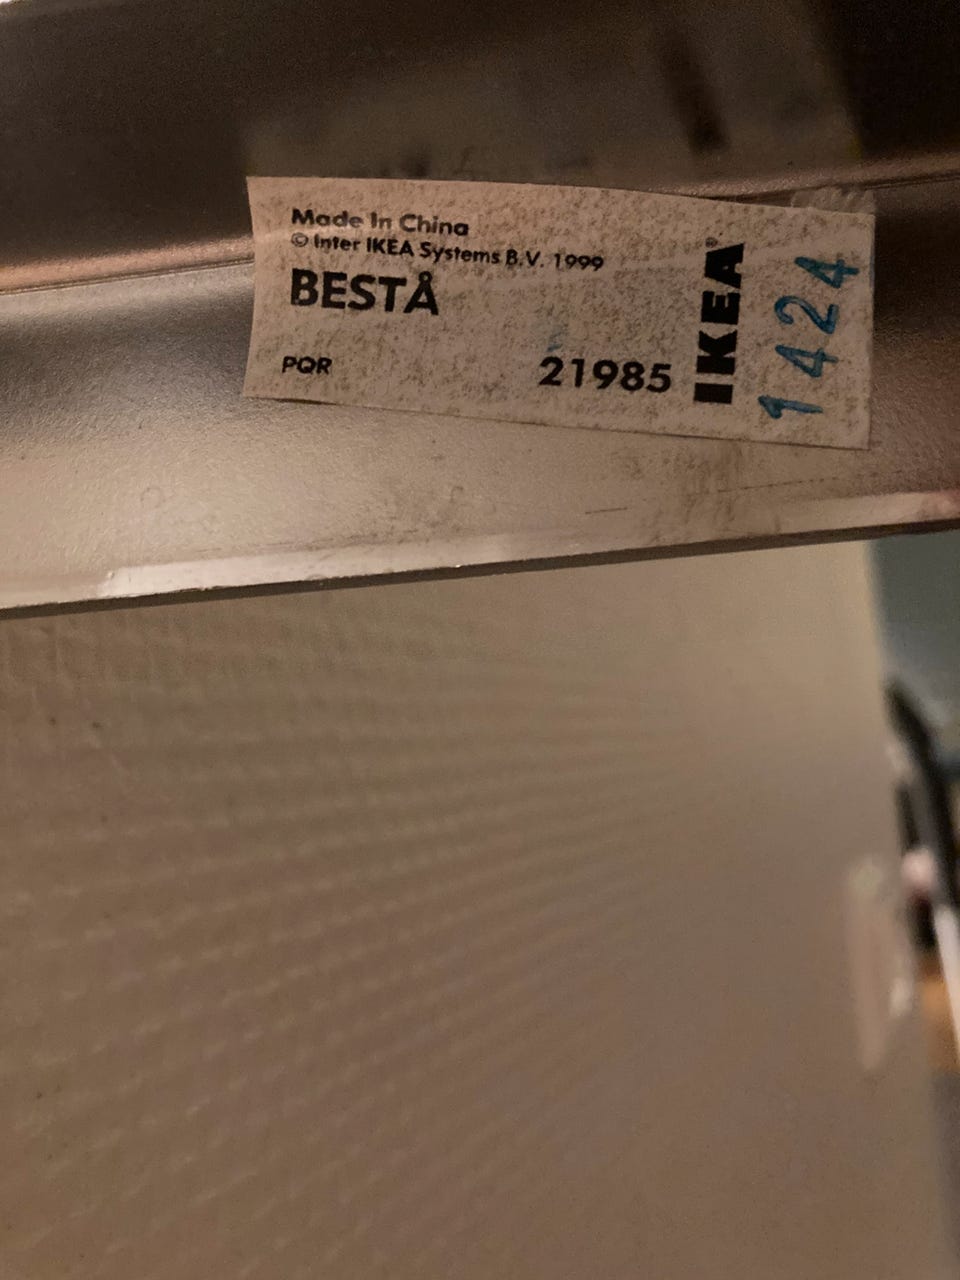 Made In China
© Inter IKEA Systems B.V. 1999
BESTÅ
PQR
21985
IKEA®
1424